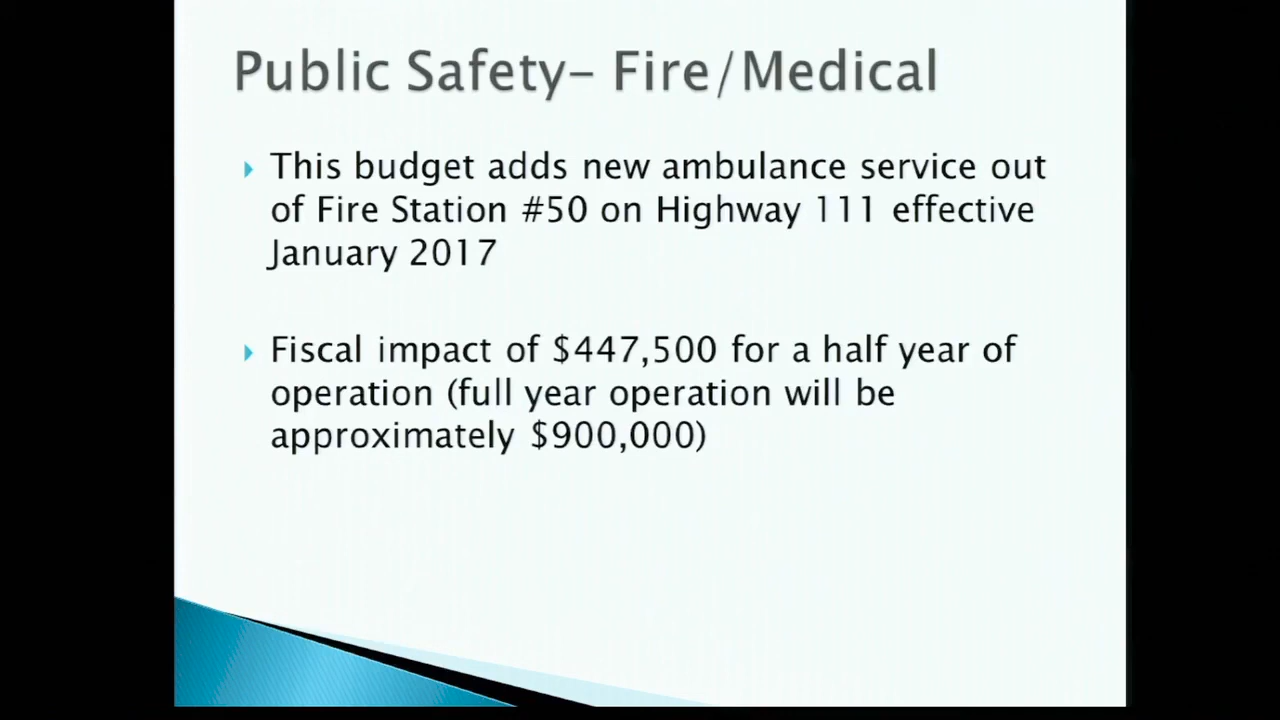 Public Safety– Fire/Medical
This budget adds new ambulance service out
of Fire Station #50 on Highway 111 effective
January 2017
Fiscal impact of $447,500 for a half year of
operation (full year operation will be
approximately $900,000)